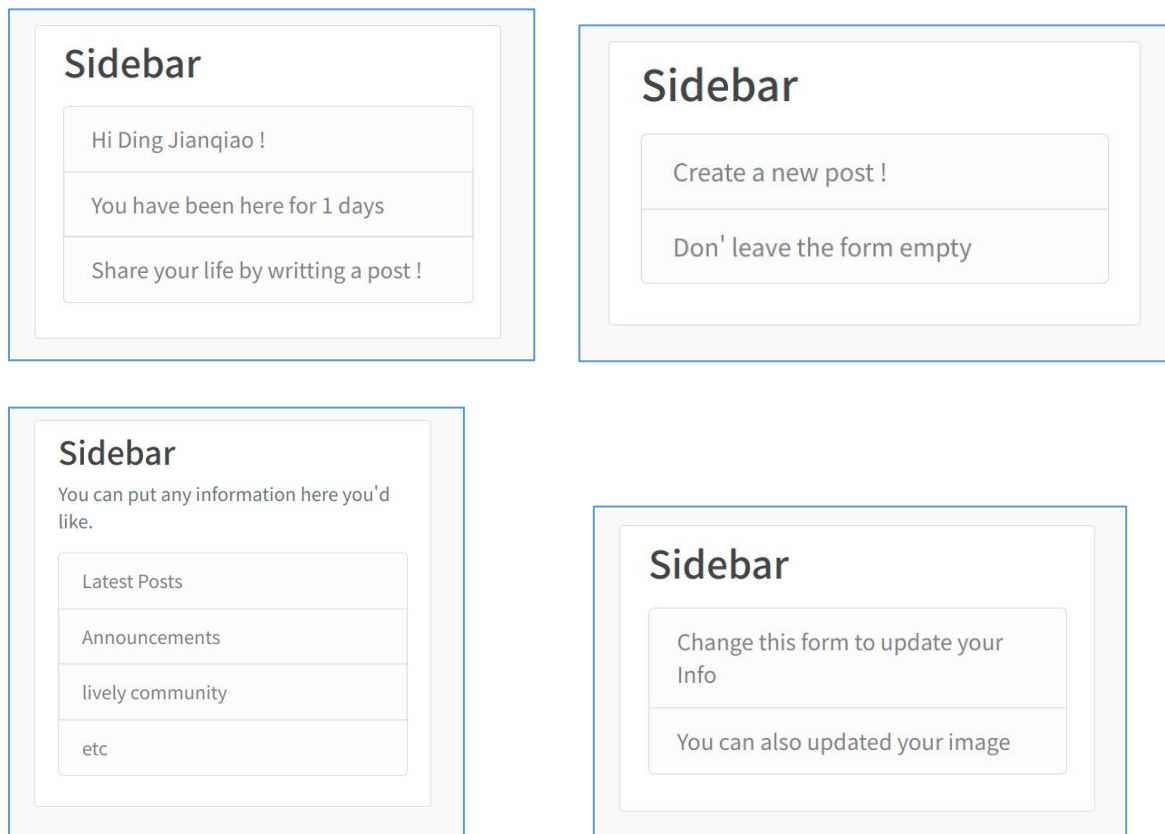 Sidebar
Hi Ding Jianqiao !
You have been here for 1 days
Share your life by writting a post !
Sidebar
Create a new post !
Don' leave the form empty
Sidebar
You can put any information here you'd
like.
Latest Posts
Announcements
lively community
etc
Sidebar
Change this form to update your
Info
You can also updated your image